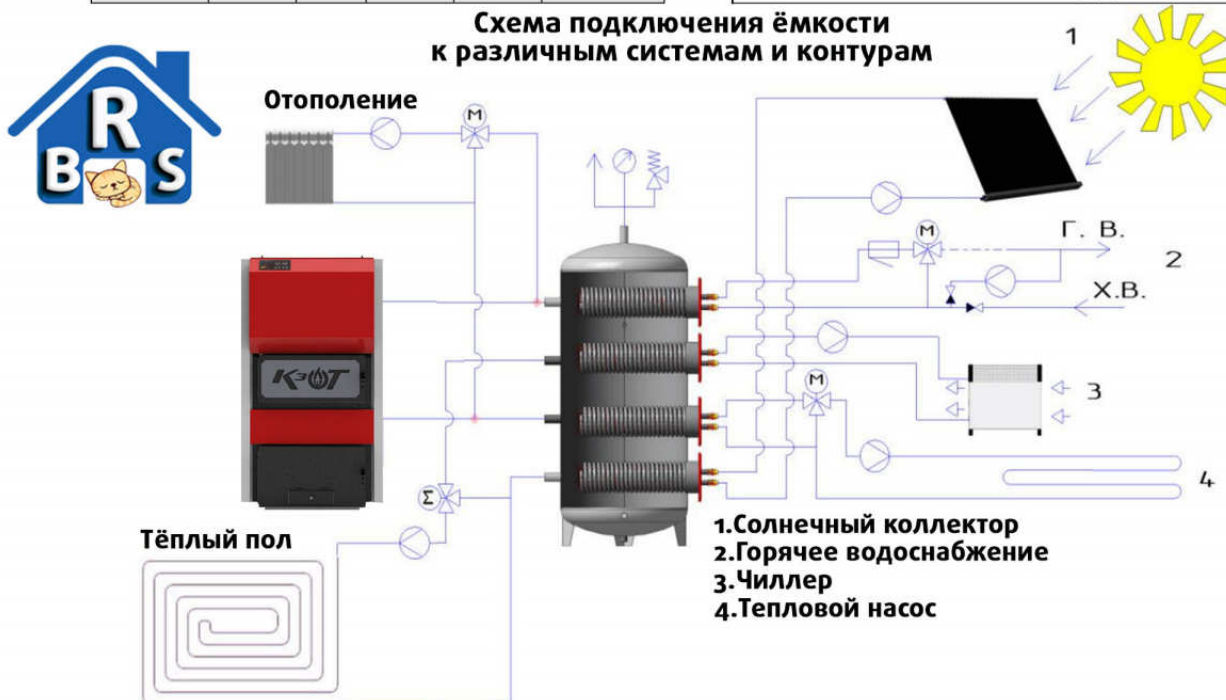 Схема подключения ёмкости
к различным системам и контурам
R
B S
Отополение
M
1
M
Г. В.
2
Х.В.
КЗОТ
M
3
Σ
4
Тёплый пол
1.Солнечный коллектор
2.Горячее водоснабжение
3.Чиллер
4.Тепловой насос